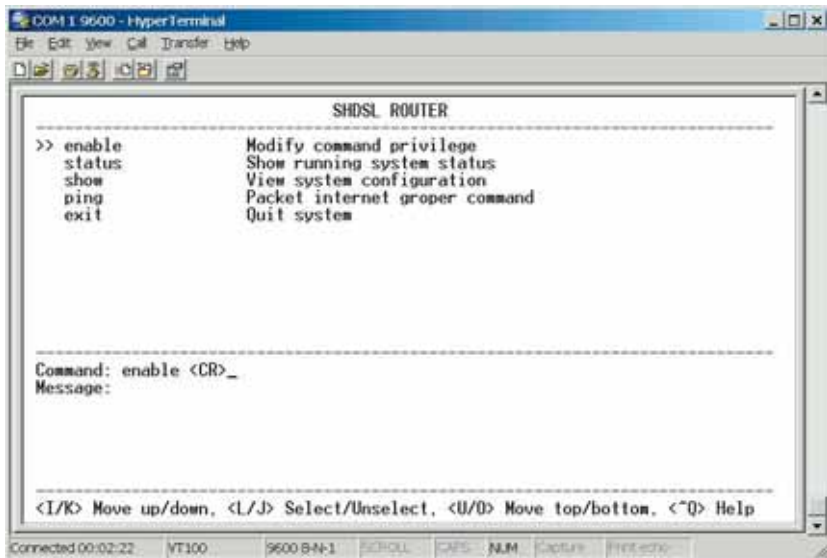 COM 1 9600 - HyperTerminal
File Edit View Call Transfer Help
SHDSL ROUTER
>> enable Modify command privilege
status Show running system status
show View system configuration
ping Packet internet groper command
exit Quit system
Command: enable <CR>_
Message:
<I/K> Move up/down, <L/J> Select/Unselect, <U/O> Move top/bottom, <^Q> Help
Connected 00:02:22 VT100 9600 8-N-1 SCROLL CAPS NUM Capture Print echo